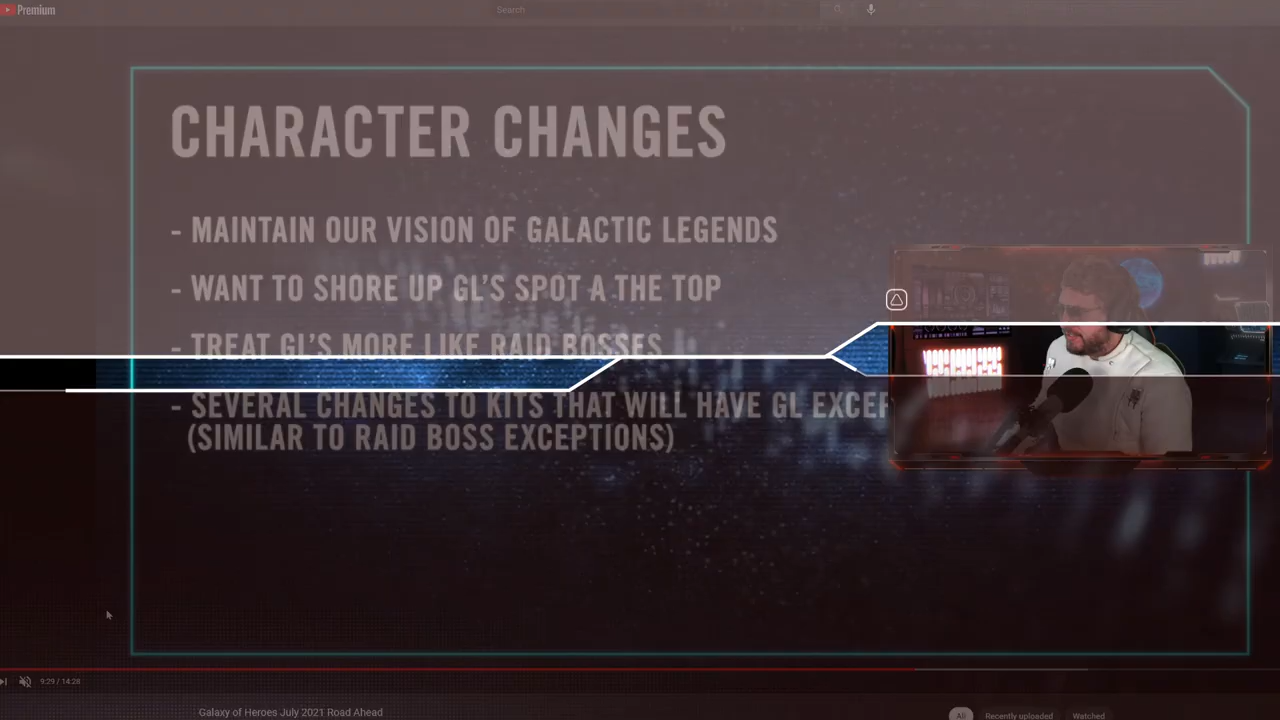 Premium
Search
CHARACTER CHANGES
- MAINTAIN OUR VISION OF GALACTIC LEGENDS
- WANT TO SHORE UP GL'S SPOT A THE TOP
- TREAT GL'S MORE LIKE RAID BOSSES
- SEVERAL CHANGES TO KITS THAT WILL HAVE GL EXCEP
(SIMILAR TO RAID BOSS EXCEPTIONS)
9:29 / 14:28
Galaxy of Heroes July 2021 Road Ahead
All
Recently uploaded
Watched